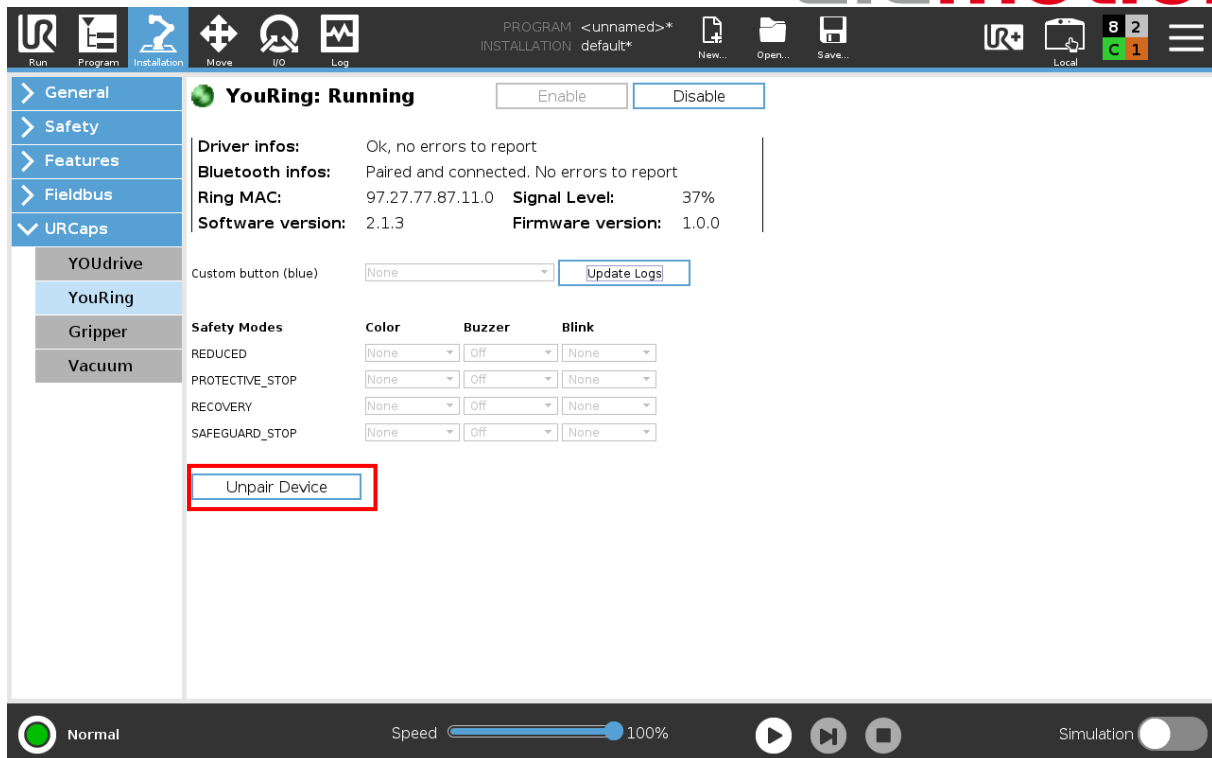 PROGRAM <unnamed>*
INSTALLATION default*
Run Program Installation Move I/O Log New... Open... Save... UR+ Local 8 2 C 1
General
YouRing: Running Enable Disable
Safety
Driver infos: Ok, no errors to report
Features
Bluetooth infos: Paired and connected. No errors to report
Fieldbus
Ring MAC: 97.27.77.87.11.0 Signal Level: 37%
URCaps
Software version: 2.1.3 Firmware version: 1.0.0
YOUdrive
Custom button (blue) None Update Logs
YouRing
Gripper
Safety Modes Color Buzzer Blink
REDUCED None Off None
Vacuum
PROTECTIVE_STOP None Off None
RECOVERY None Off None
SAFEGUARD_STOP None Off None
Unpair Device
Normal Speed 100% Simulation